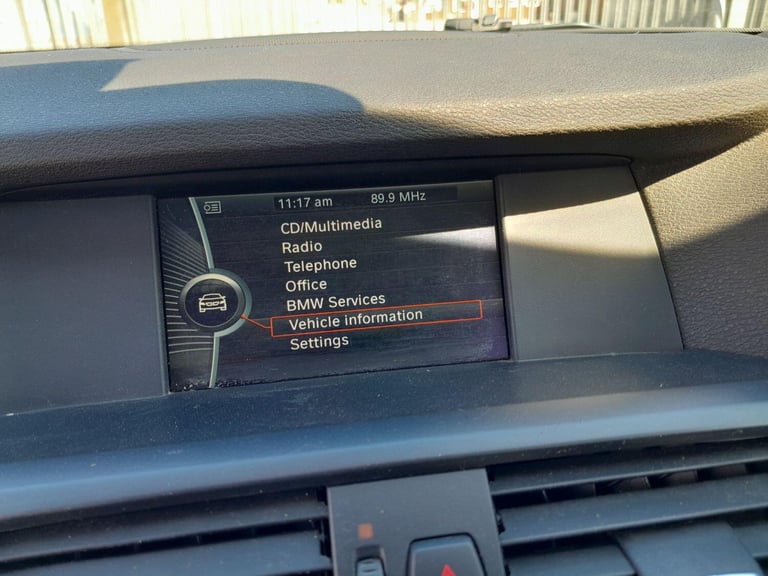 11:17 am 89.9 MHz
CD/Multimedia
Radio
Telephone
Office
BMW Services
Vehicle information
Settings